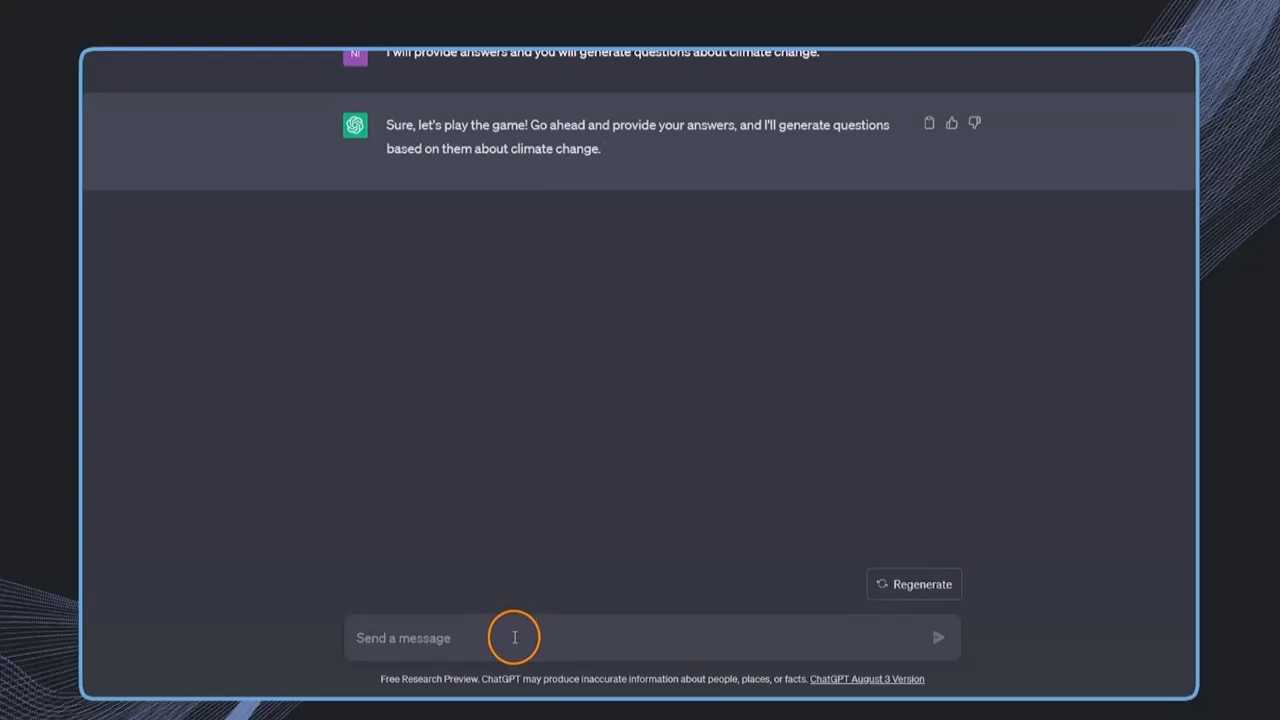 NI
I will provide answers and you will generate questions about climate change.
Sure, let's play the game! Go ahead and provide your answers, and I'll generate questions
based on them about climate change.
Regenerate
Send a message
Free Research Preview. ChatGPT may produce inaccurate information about people, places, or facts. ChatGPT August 3 Version